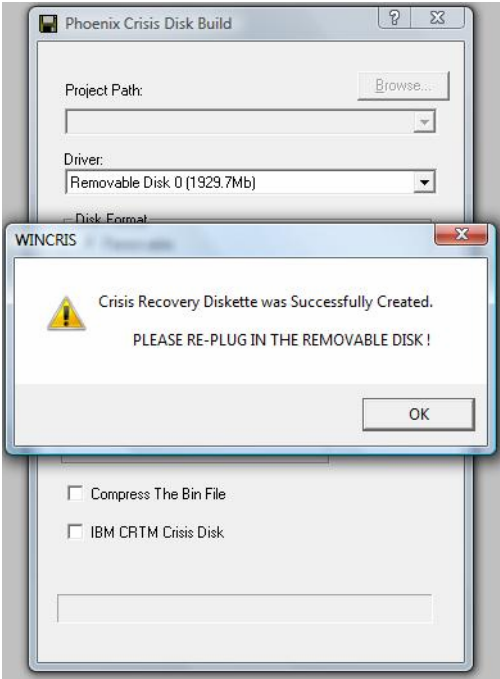 Phoenix Crisis Disk Build
Project Path:
Browse...
Driver:
Removable Disk 0 (1929.7Mb)
Disk Format
WINCRIS
Crisis Recovery Diskette was Successfully Created.
PLEASE RE-PLUG IN THE REMOVABLE DISK !
OK
Compress The Bin File
IBM CRTM Crisis Disk